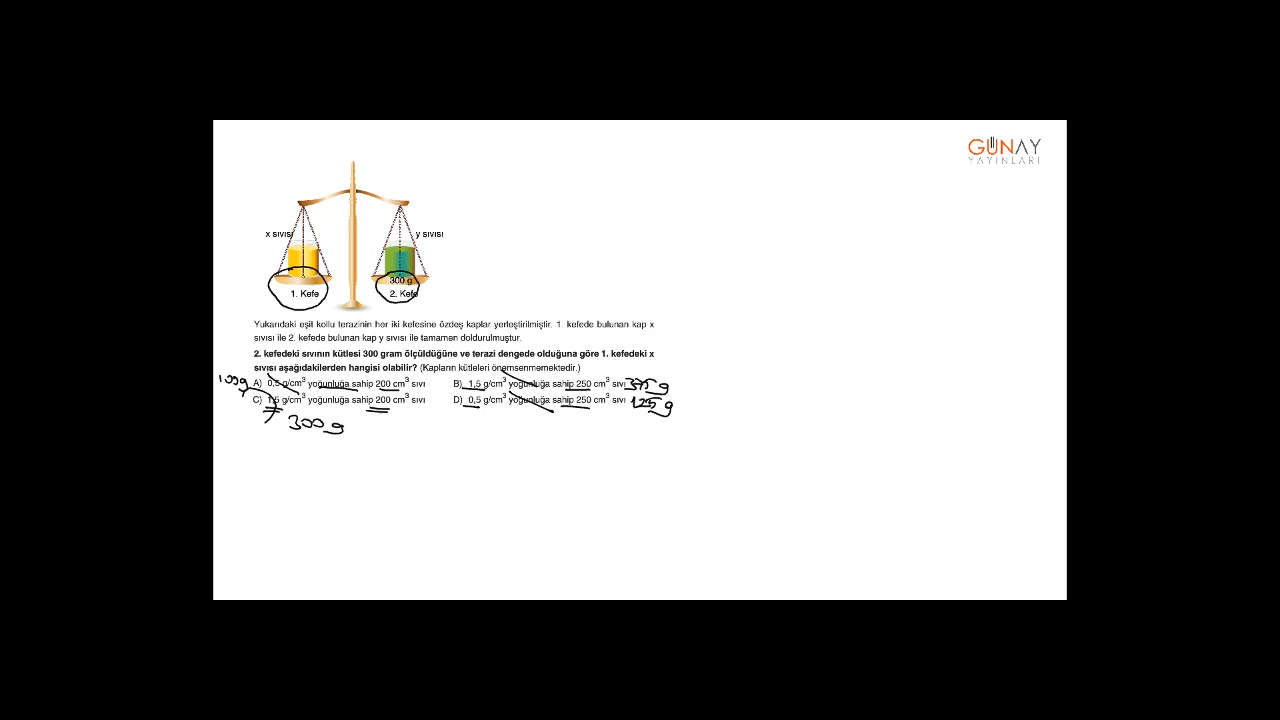 GÜNAY
YAYINLARI
x sıvısı
y sıvısı
300 g
1. Kefe
2. Kefe
Yukarıdaki eşit kollu terazinin her iki kefesine özdeş kaplar yerleştirilmiştir. 1. kefede bulunan kap x
sıvısı ile 2. kefede bulunan kap y sıvısı ile tamamen doldurulmuştur.
2. kefedeki sıvının kütlesi 300 gram ölçüldüğüne ve terazi dengede olduğuna göre 1. kefedeki x
sıvısı aşağıdakilerden hangisi olabilir? (Kapların kütleleri önemsenmemektedir.)
100g
A) 0,5 g/cm³ yoğunluğa sahip 200 cm³ sıvı
B) 1,5 g/cm³ yoğunluğa sahip 250 cm³ sıvı 375 g
C) 1,5 g/cm³ yoğunluğa sahip 200 cm³ sıvı
D) 0,5 g/cm³ yoğunluğa sahip 250 cm³ sıvı 125 g
300 g